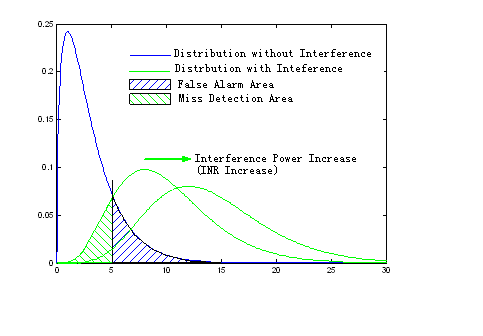 0.25
0.2
0.15
0.1
0.05
0
0 5 10 15 20 25 30
Distribution without Interference
Distrbution with Inteference
False Alarm Area
Miss Detection Area
Interference Power Increase
(INR Increase)